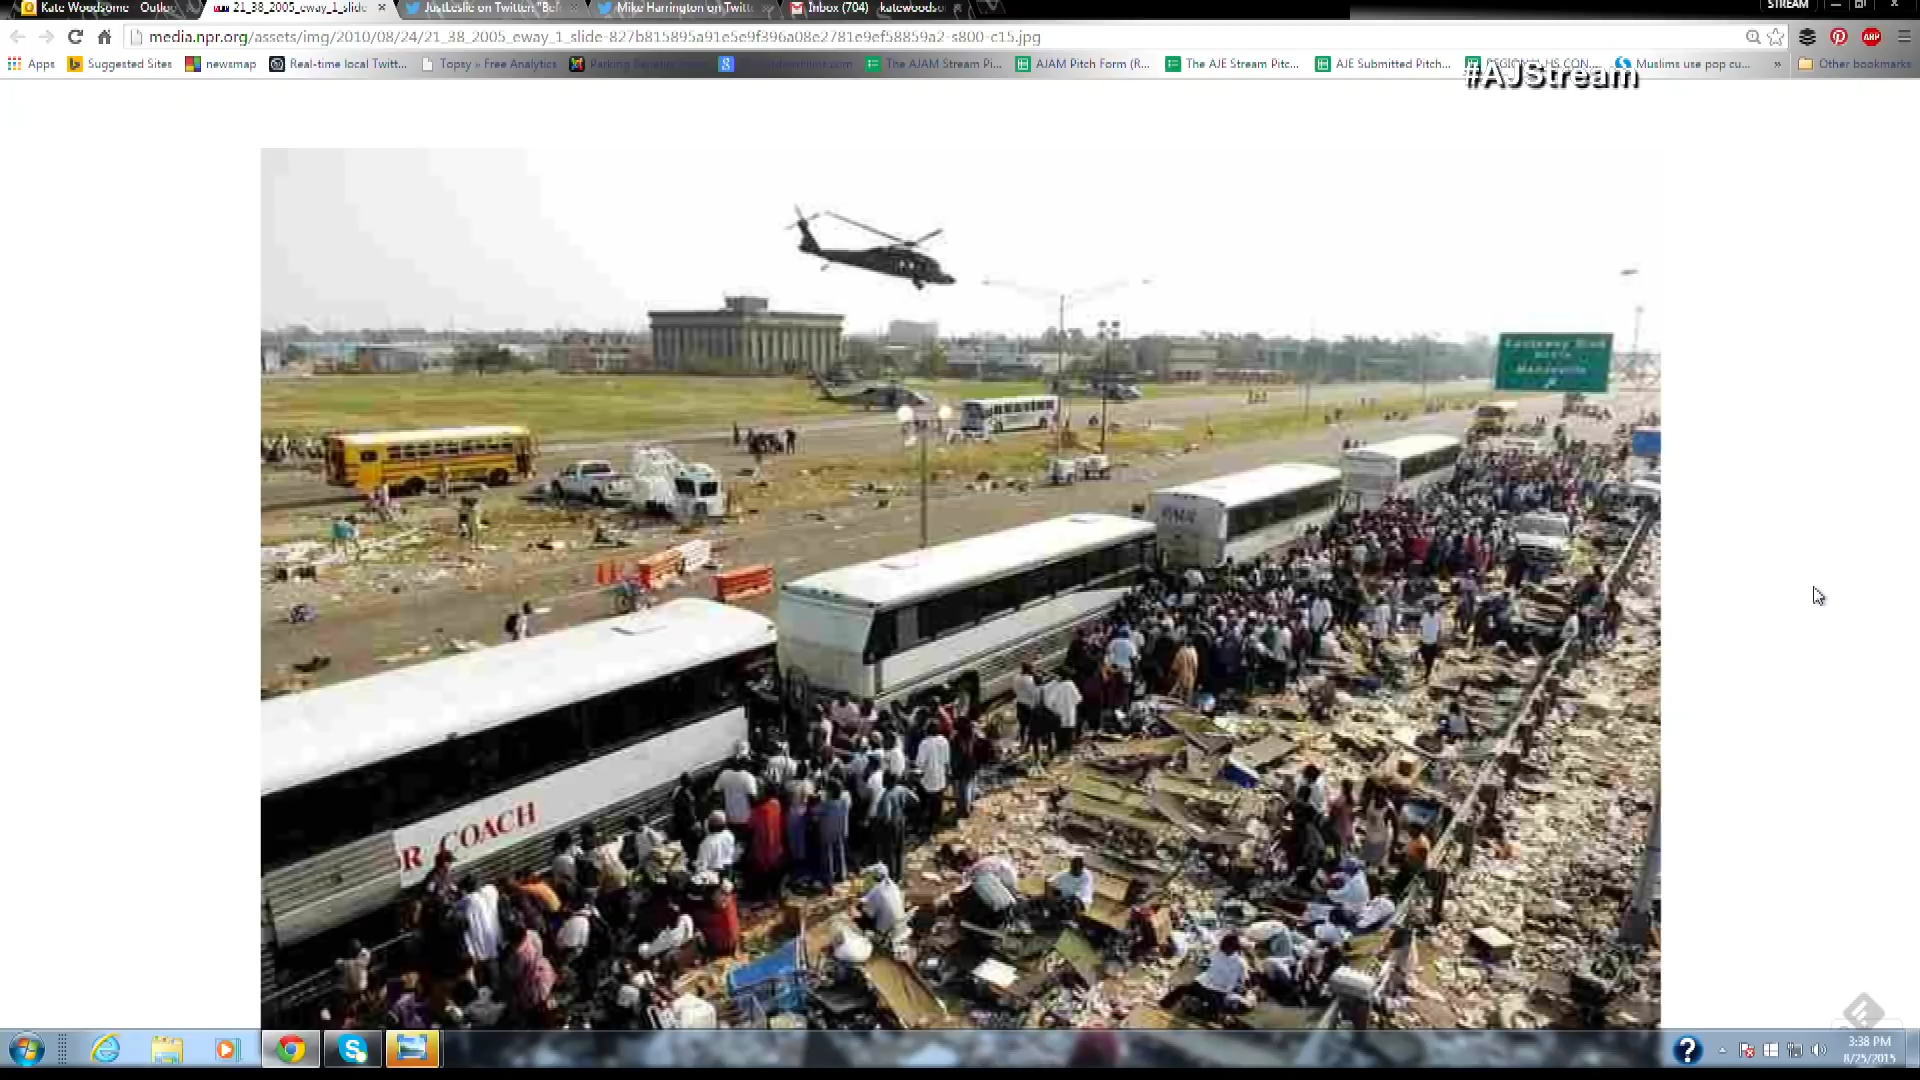 Kate Woodsome - Outlo
21_38_2005_eway_1_slide
JustLeslie on Twitter: "Bef
Mike Harrington on Twitt
Inbox (704) - katewoodso
STREAM
media.npr.org/assets/img/2010/08/24/21_38_2005_eway_1_slide-827b815895a91e5e9f396a08e2781e9ef58859a2-s800-c15.jpg
ABP
Apps
Suggested Sites
newsmap
Real-time local Twitt...
Topsy » Free Analytics
The AJAM Stream Pi...
AJAM Pitch Form (R...
The AJE Stream Pitc...
AJE Submitted Pitch...
Muslims use pop cu...
»
Other bookmarks
#AJStream
R COACH
3:38 PM
8/25/2015